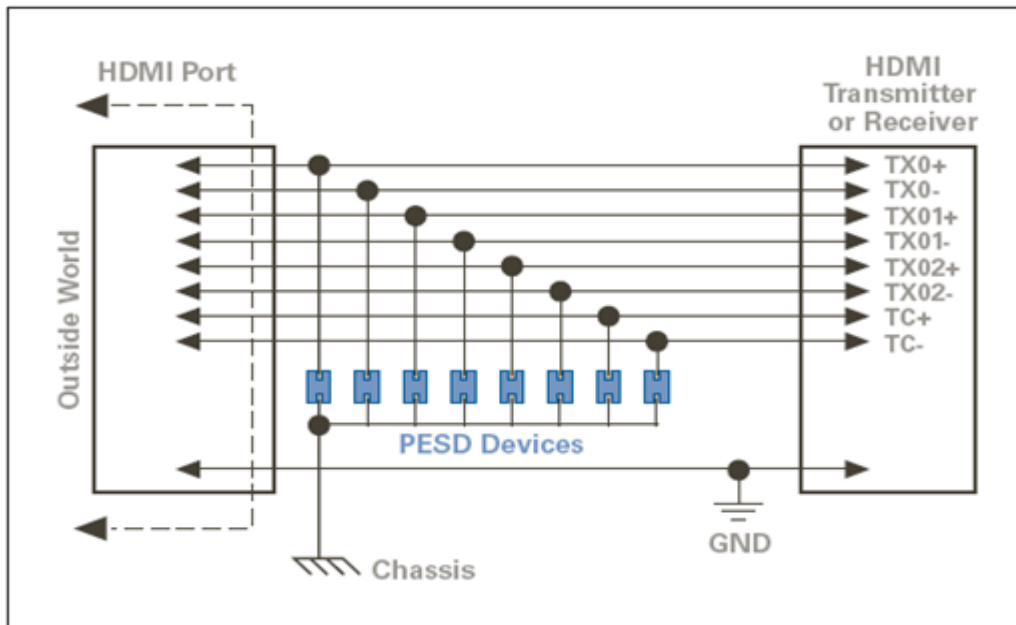 HDMI Port
HDMI
Transmitter
or Receiver
Outside World
TX0+
TX0-
TX01+
TX01-
TX02+
TX02-
TC+
TC-
PESD Devices
GND
Chassis